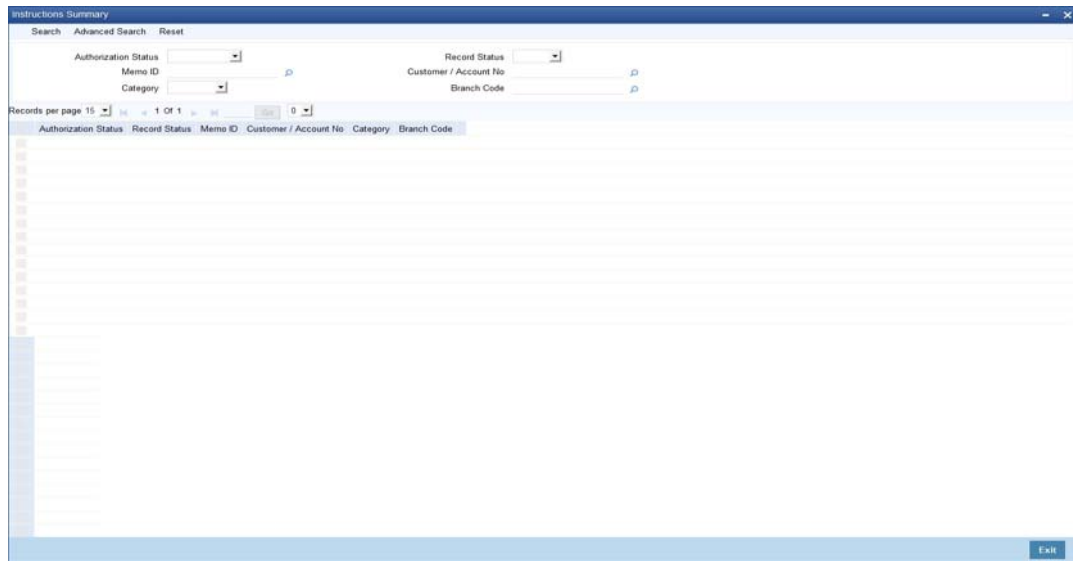 Instructions Summary
Search Advanced Search Reset
Authorization Status Record Status
Memo ID Customer / Account No
Category Branch Code
Records per page 15 1 Of 1 Go 0
Authorization Status Record Status Memo ID Customer / Account No Category Branch Code
Exit